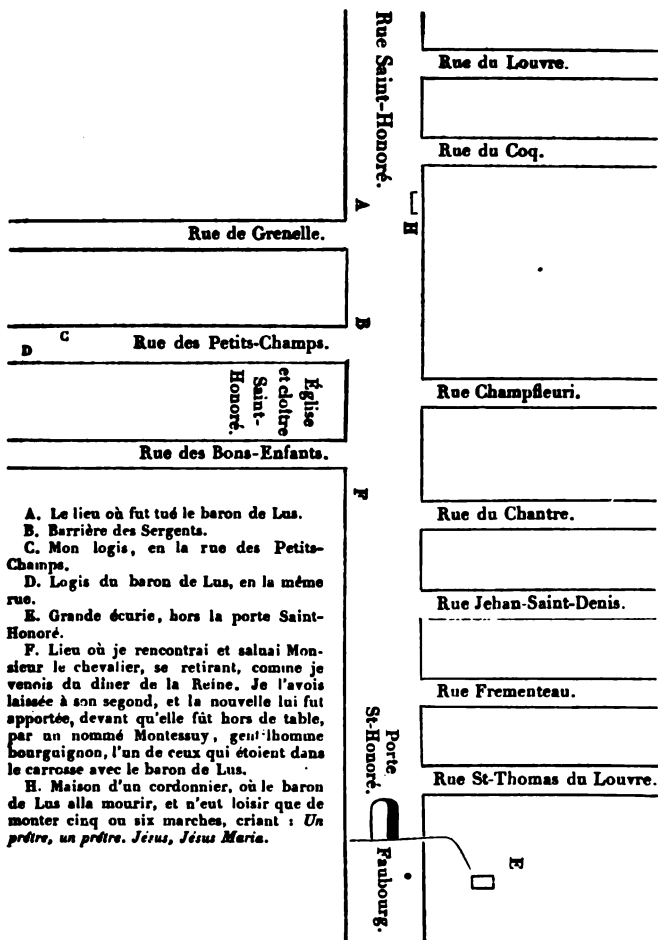 Rue Saint-Honoré.
Rue du Louvre.
Rue du Coq.
A
H
Rue de Grenelle.
B
C
D
Rue des Petits-Champs.
Église
et cloître
Saint-
Honoré.
Rue Champfleuri.
Rue des Bons-Enfants.
F
Rue du Chantre.
Rue Jehan-Saint-Denis.
Rue Frementeau.
Porte
St-Honoré.
Rue St-Thomas du Louvre.
Faubourg.
E
A. Le lieu où fut tué le baron de Lus.
B. Barrière des Sergents.
C. Mon logis, en la rue des Petits-
Champs.
D. Logis du baron de Lus, en la même
rue.
E. Grande écurie, hors la porte Saint-
Honoré.
F. Lieu où je rencontrai et saluai Mon-
sieur le chevalier, se retirant, comme je
venois du dîner de la Reine. Je l'avois
laissée à son segond, et la nouvelle lui fut
apportée, devant qu'elle fût hors de table,
par un nommé Montessuy, gentilhomme
bourguignon, l'un de ceux qui étoient dans
le carrosse avec le baron de Lus.
H. Maison d'un cordonnier, où le baron
de Lus alla mourir, et n'eut loisir que de
monter cinq ou six marches, criant : Un
prêtre, un prêtre. Jésus, Jésus Maria.